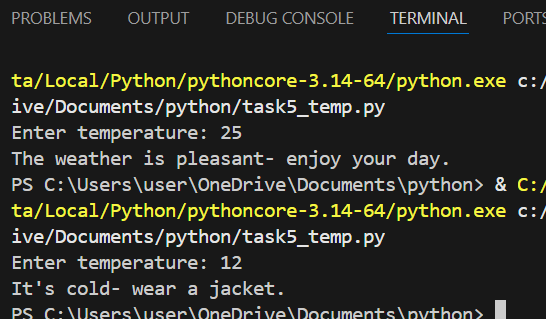 PROBLEMS OUTPUT DEBUG CONSOLE TERMINAL PORTS
ta/Local/Python/pythoncore-3.14-64/python.exe c:/
ive/Documents/python/task5_temp.py
Enter temperature: 25
The weather is pleasant- enjoy your day.
PS C:\Users\user\OneDrive\Documents\python> & C:/
ta/Local/Python/pythoncore-3.14-64/python.exe c:/
ive/Documents/python/task5_temp.py
Enter temperature: 12
It's cold- wear a jacket.
PS C:\Users\user\OneDrive\Documents\python>